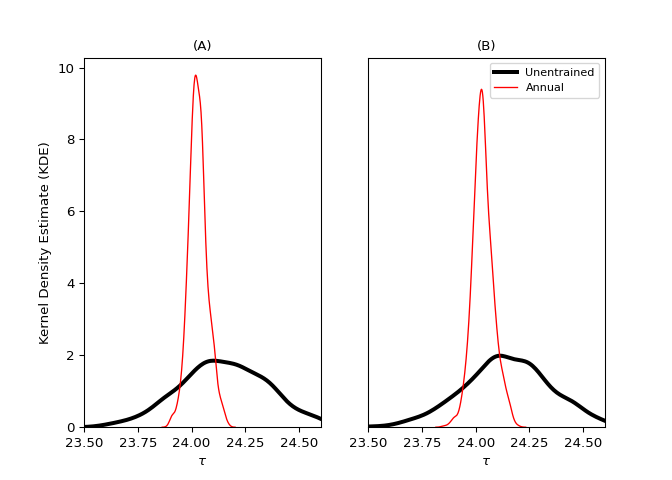 (A)
(B)
Kernel Density Estimate (KDE)
10
8
6
4
2
0
Unentrained
Annual
23.50 23.75 24.00 24.25 24.50
23.50 23.75 24.00 24.25 24.50
τ
τ